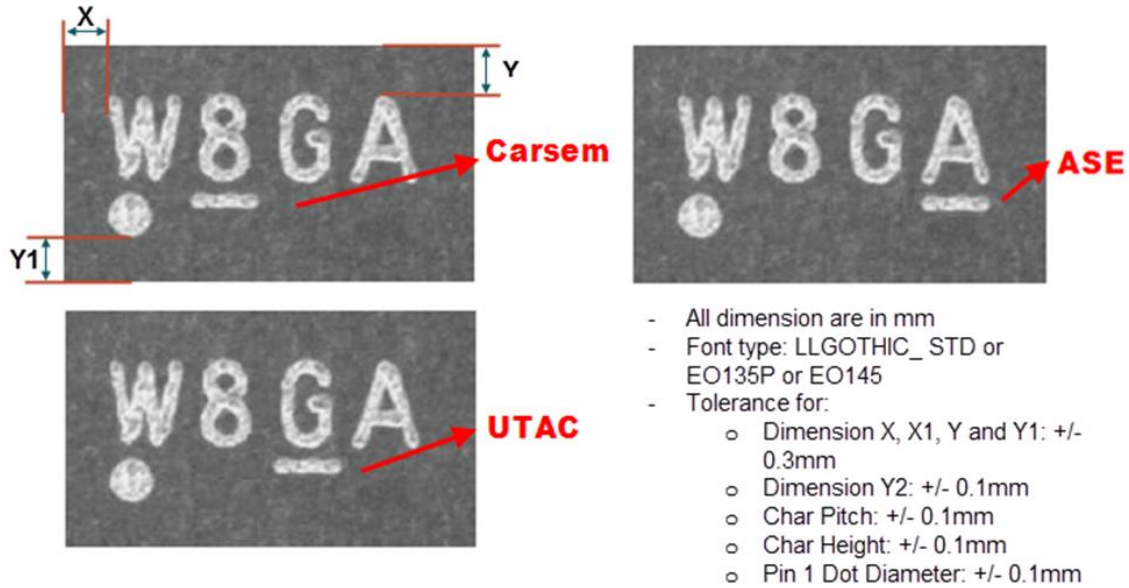 X
Y
W8GA
Carsem
Y1
W8GA
ASE
W8GA
UTAC
- All dimension are in mm
- Font type: LLGOTHIC_ STD or
EO135P or EO145
- Tolerance for:
o Dimension X, X1, Y and Y1: +/-
0.3mm
o Dimension Y2: +/- 0.1mm
o Char Pitch: +/- 0.1mm
o Char Height: +/- 0.1mm
o Pin 1 Dot Diameter: +/- 0.1mm